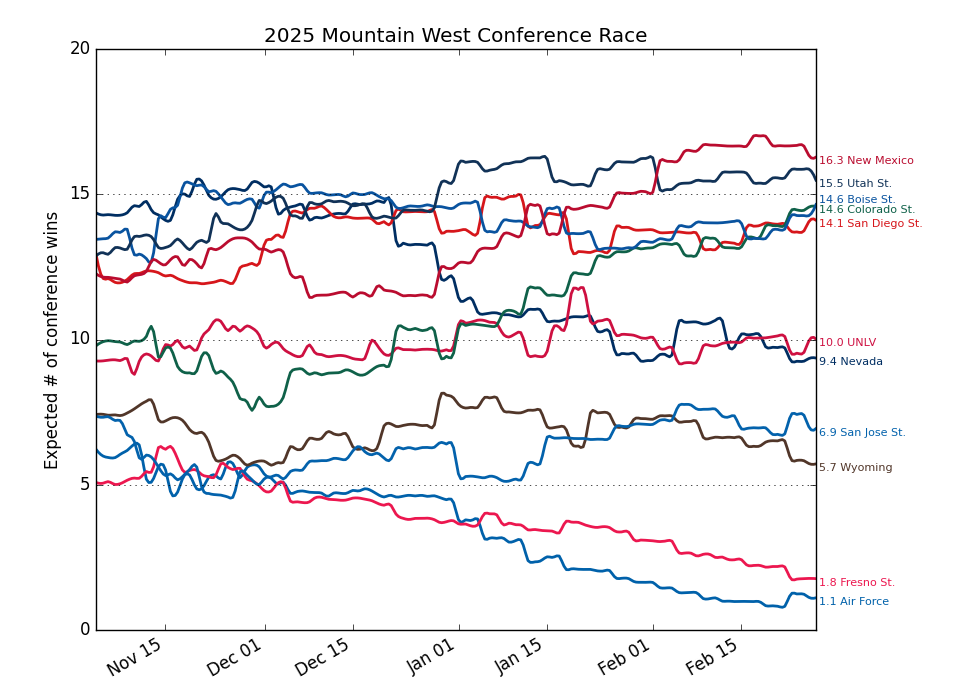 2025 Mountain West Conference Race
Expected # of conference wins
20
15
10
5
0
Nov 15
Dec 01
Dec 15
Jan 01
Jan 15
Feb 01
Feb 15
16.3 New Mexico
15.5 Utah St.
14.6 Boise St.
14.6 Colorado St.
14.1 San Diego St.
10.0 UNLV
9.4 Nevada
6.9 San Jose St.
5.7 Wyoming
1.8 Fresno St.
1.1 Air Force